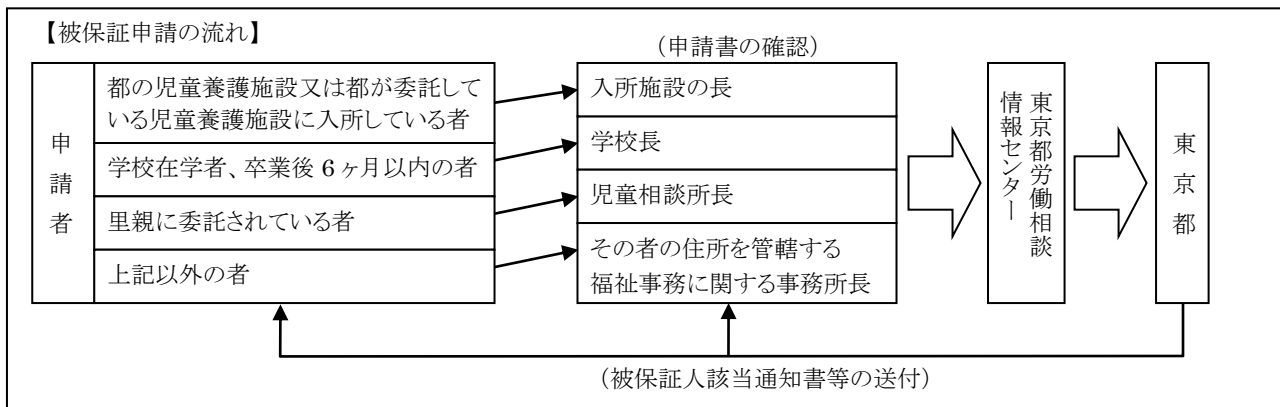 【被保証申請の流れ】
(申請書の確認)
申請者
都の児童養護施設又は都が委託して
いる児童養護施設に入所している者
学校在学者、卒業後 6 ヶ月以内の者
里親に委託されている者
上記以外の者
入所施設の長
学校長
児童相談所長
その者の住所を管轄する
福祉事務に関する事務所長
東京都労働相談
情報センター
東京都
(被保証人該当通知書等の送付)